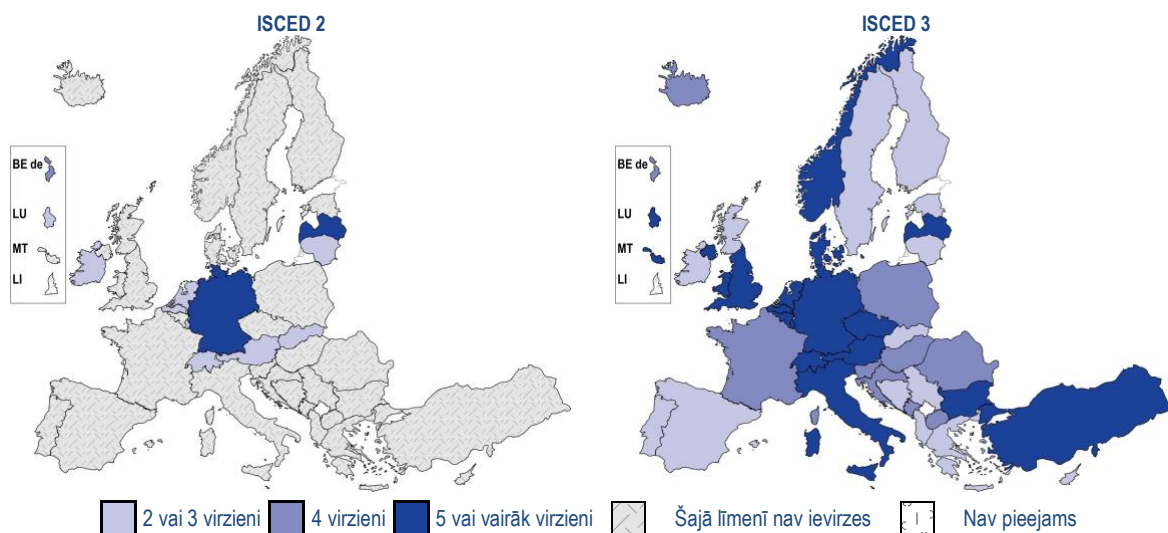 ISCED 2
ISCED 3
BE de
LU
MT
LI
BE de
LU
MT
LI
2 vai 3 virzieni 4 virzieni 5 vai vairāk virzieni Šajā līmenī nav ievirzes Nav pieejams